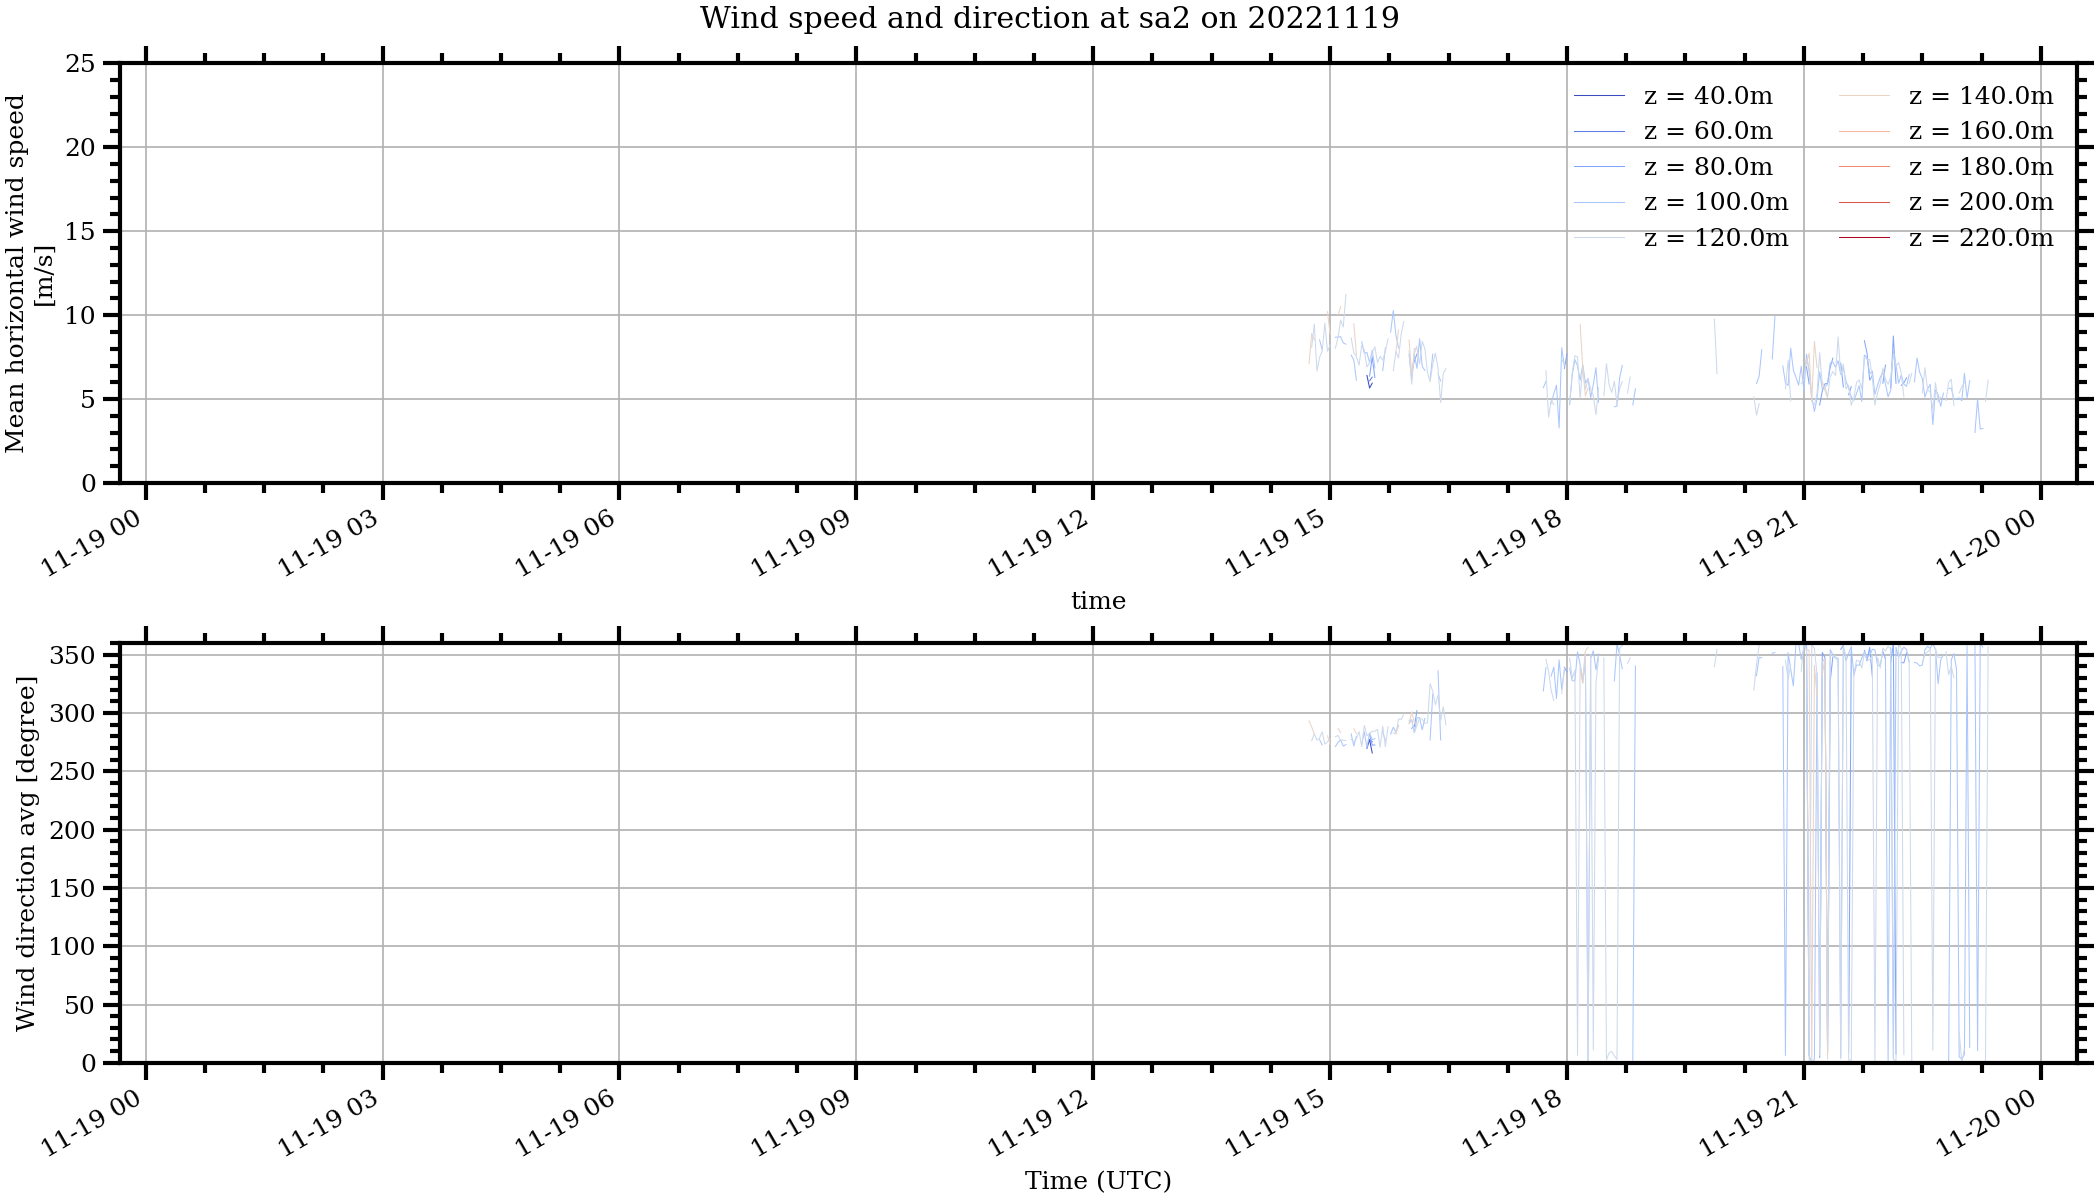 Wind speed and direction at sa2 on 20221119
Mean horizontal wind speed
[m/s]
25
20
15
10
5
0
z = 40.0m
z = 60.0m
z = 80.0m
z = 100.0m
z = 120.0m
z = 140.0m
z = 160.0m
z = 180.0m
z = 200.0m
z = 220.0m
11-19 00
11-19 03
11-19 06
11-19 09
11-19 12
11-19 15
11-19 18
11-19 21
11-20 00
time
Wind direction avg [degree]
350
300
250
200
150
100
50
0
11-19 00
11-19 03
11-19 06
11-19 09
11-19 12
11-19 15
11-19 18
11-19 21
11-20 00
Time (UTC)